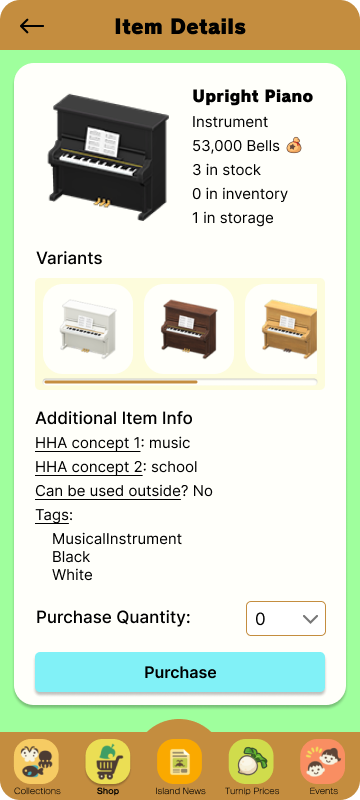 Item Details
Upright Piano
Instrument
53,000 Bells
3 in stock
0 in inventory
1 in storage
Variants
Additional Item Info
HHA concept 1: music
HHA concept 2: school
Can be used outside? No
Tags:
MusicalInstrument
Black
White
Purchase Quantity:
0
Purchase
Collections
Shop
Island News
Turnip Prices
Events